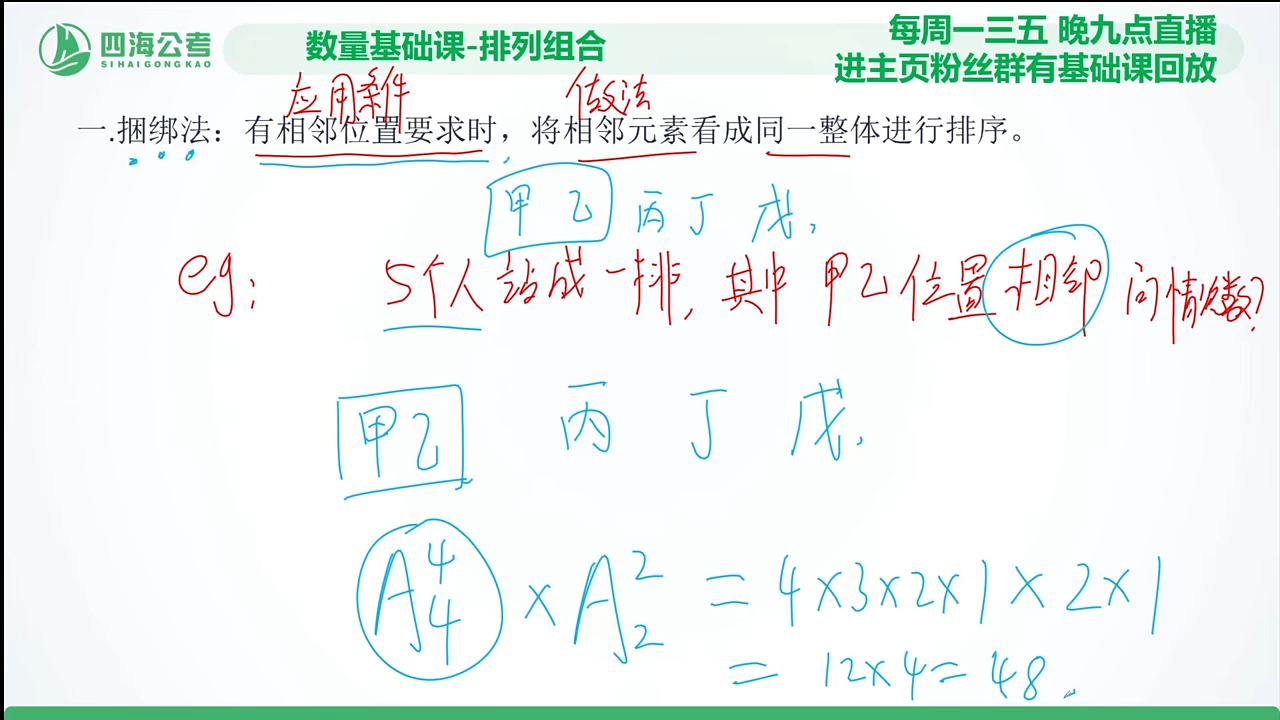 四海公考
SIHAIGONGKAO
数量基础课-排列组合
每周一三五 晚九点直播
进主页粉丝群有基础课回放
应用条件 做法
一.捆绑法：有相邻位置要求时，将相邻元素看成同一整体进行排序。
甲 乙 丙 丁 戊,
eg: 5个人站成一排, 其中 甲乙位置相邻 问情况数?
甲乙 丙 丁 戊.
A₄⁴ × A₂² = 4×3×2×1 × 2×1
= 12×4= 48.